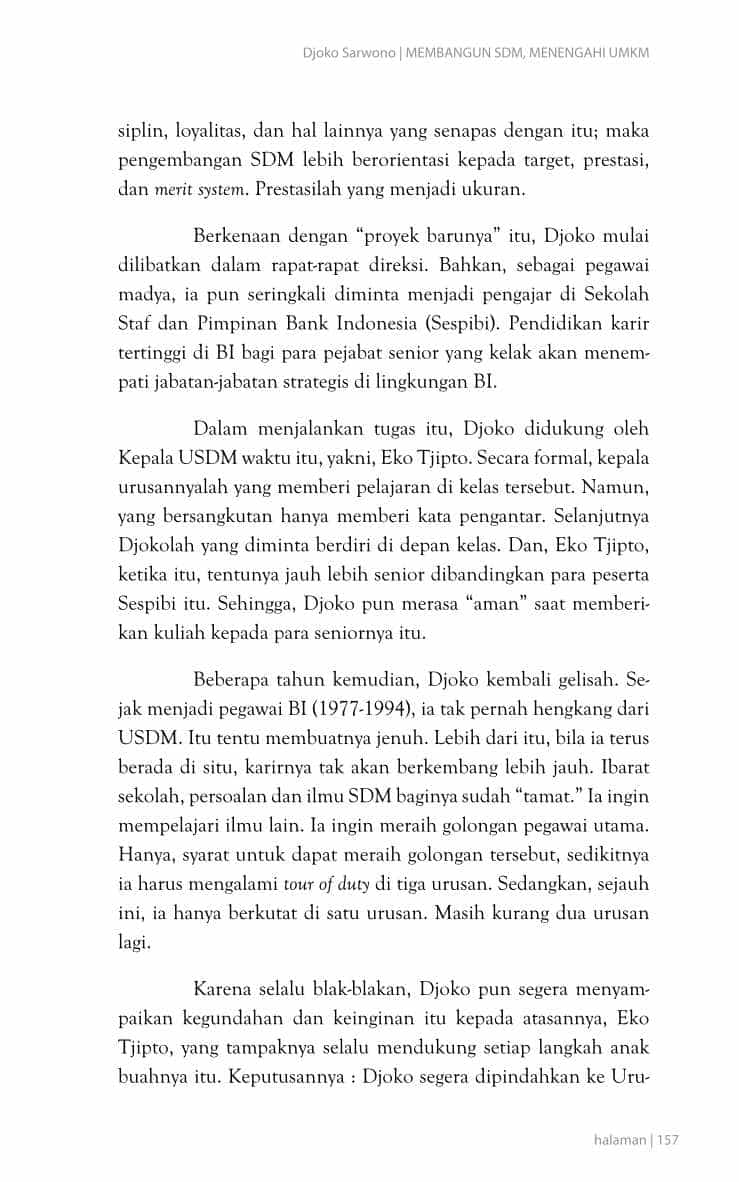 Djoko Sarwono | MEMBANGUN SDM, MENENGAHI UMKM
siplin, loyalitas, dan hal lainnya yang senapas dengan itu; maka
pengembangan SDM lebih berorientasi kepada target, prestasi,
dan merit system. Prestasilah yang menjadi ukuran.
Berkenaan dengan “proyek barunya” itu, Djoko mulai
dilibatkan dalam rapat-rapat direksi. Bahkan, sebagai pegawai
madya, ia pun seringkali diminta menjadi pengajar di Sekolah
Staf dan Pimpinan Bank Indonesia (Sespibi). Pendidikan karir
tertinggi di BI bagi para pejabat senior yang kelak akan menem-
pati jabatan-jabatan strategis di lingkungan BI.
Dalam menjalankan tugas itu, Djoko didukung oleh
Kepala USDM waktu itu, yakni, Eko Tjipto. Secara formal, kepala
urusannyalah yang memberi pelajaran di kelas tersebut. Namun,
yang bersangkutan hanya memberi kata pengantar. Selanjutnya
Djokolah yang diminta berdiri di depan kelas. Dan, Eko Tjipto,
ketika itu, tentunya jauh lebih senior dibandingkan para peserta
Sespibi itu. Sehingga, Djoko pun merasa “aman” saat memberi-
kan kuliah kepada para seniornya itu.
Beberapa tahun kemudian, Djoko kembali gelisah. Se-
jak menjadi pegawai BI (1977-1994), ia tak pernah hengkang dari
USDM. Itu tentu membuatnya jenuh. Lebih dari itu, bila ia terus
berada di situ, karirnya tak akan berkembang lebih jauh. Ibarat
sekolah, persoalan dan ilmu SDM baginya sudah “tamat.” Ia ingin
mempelajari ilmu lain. Ia ingin meraih golongan pegawai utama.
Hanya, syarat untuk dapat meraih golongan tersebut, sedikitnya
ia harus mengalami tour of duty di tiga urusan. Sedangkan, sejauh
ini, ia hanya berkutat di satu urusan. Masih kurang dua urusan
lagi.
Karena selalu blak-blakan, Djoko pun segera menyam-
paikan kegundahan dan keinginan itu kepada atasannya, Eko
Tjipto, yang tampaknya selalu mendukung setiap langkah anak
buahnya itu. Keputusannya : Djoko segera dipindahkan ke Uru-
halaman | 157